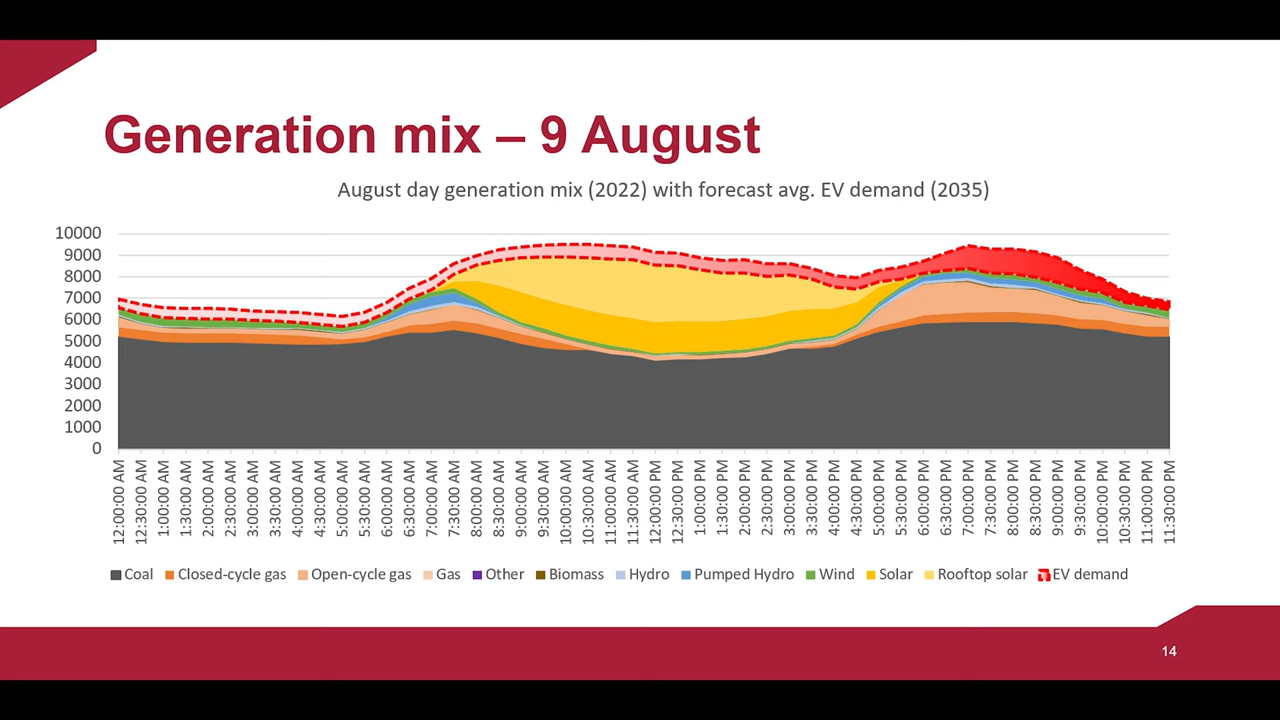 Generation mix – 9 August
August day generation mix (2022) with forecast avg. EV demand (2035)
10000
9000
8000
7000
6000
5000
4000
3000
2000
1000
0
12:00:00 AM
12:30:00 AM
1:00:00 AM
1:30:00 AM
2:00:00 AM
2:30:00 AM
3:00:00 AM
3:30:00 AM
4:00:00 AM
4:30:00 AM
5:00:00 AM
5:30:00 AM
6:00:00 AM
6:30:00 AM
7:00:00 AM
7:30:00 AM
8:00:00 AM
8:30:00 AM
9:00:00 AM
9:30:00 AM
10:00:00 AM
10:30:00 AM
11:00:00 AM
11:30:00 AM
12:00:00 PM
12:30:00 PM
1:00:00 PM
1:30:00 PM
2:00:00 PM
2:30:00 PM
3:00:00 PM
3:30:00 PM
4:00:00 PM
4:30:00 PM
5:00:00 PM
5:30:00 PM
6:00:00 PM
6:30:00 PM
7:00:00 PM
7:30:00 PM
8:00:00 PM
8:30:00 PM
9:00:00 PM
9:30:00 PM
10:00:00 PM
10:30:00 PM
11:00:00 PM
11:30:00 PM
Coal Closed-cycle gas Open-cycle gas Gas Other Biomass Hydro Pumped Hydro Wind Solar Rooftop solar EV demand
14